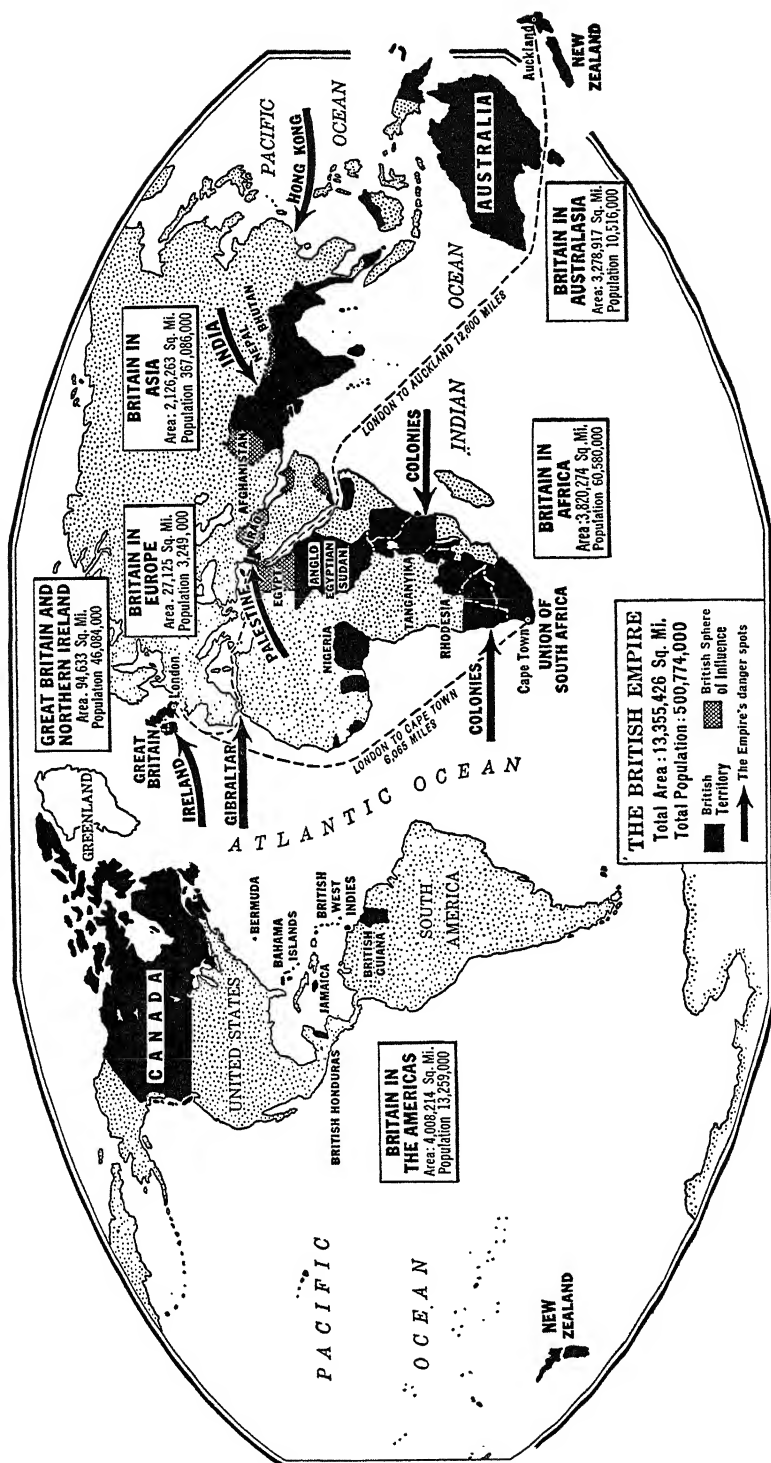 GREENLAND
CANADA
UNITED STATES
BERMUDA
BAHAMA
ISLANDS
JAMAICA
BRITISH
WEST
INDIES
BRITISH HONDURAS
BRITISH
GUIANA
SOUTH
AMERICA
BRITAIN IN
THE AMERICAS
Area: 4,008,214 Sq. Mi.
Population 13,259,000
PACIFIC
OCEAN
NEW
ZEALAND
ATLANTIC OCEAN
GREAT BRITAIN AND
NORTHERN IRELAND
Area: 94,633 Sq. Mi.
Population 46,084,000
GREAT
BRITAIN
London
IRELAND
GIBRALTAR
BRITAIN IN
EUROPE
Area: 27,125 Sq. Mi.
Population 3,249,000
PALESTINE
IRAQ
EGYPT
ANGLO
EGYPTIAN
SUDAN
NIGERIA
TANGANYIKA
RHODESIA
COLONIES
Cape Town
UNION OF
SOUTH AFRICA
LONDON TO CAPE TOWN
6,065 MILES
COLONIES
BRITAIN IN
AFRICA
Area: 3,820,274 Sq. Mi.
Population 60,580,000
BRITAIN IN
ASIA
Area: 2,126,263 Sq. Mi.
Population 367,086,000
AFGHANISTAN
INDIA
NEPAL
BHUTAN
HONG KONG
PACIFIC
OCEAN
INDIAN
OCEAN
LONDON TO AUCKLAND 12,600 MILES
AUSTRALIA
Auckland
NEW
ZEALAND
BRITAIN IN
AUSTRALASIA
Area: 3,278,917 Sq. Mi.
Population 10,516,000
THE BRITISH EMPIRE
Total Area : 13,355,426 Sq. Mi.
Total Population : 500,774,000
British
Territory
British Sphere
of Influence
The Empire's danger spots